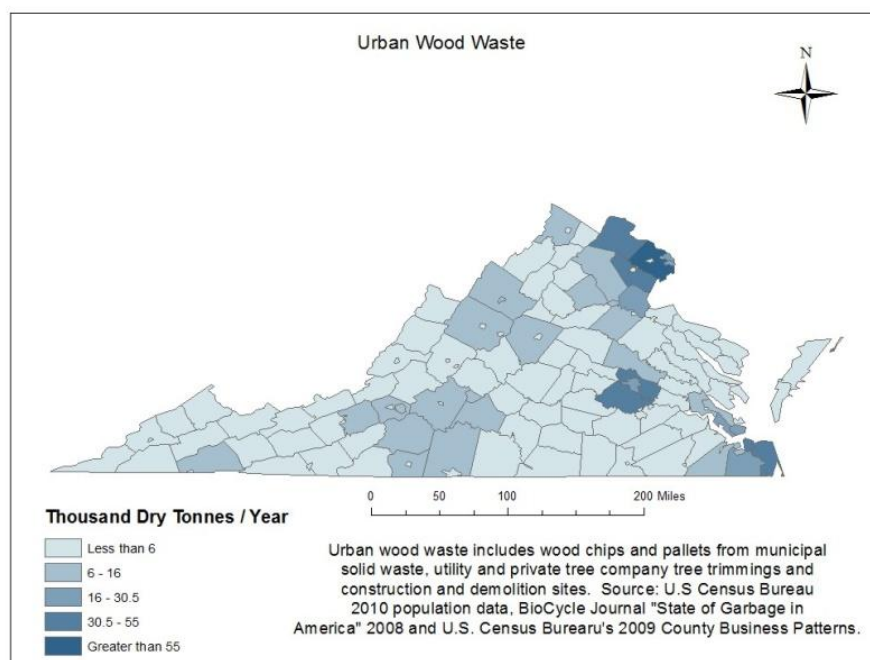 Urban Wood Waste
N
0 50 100 200 Miles
Thousand Dry Tonnes / Year
Less than 6
6 - 16
16 - 30.5
30.5 - 55
Greater than 55
Urban wood waste includes wood chips and pallets from municipal
solid waste, utility and private tree company tree trimmings and
construction and demolition sites. Source: U.S Census Bureau
2010 population data, BioCycle Journal "State of Garbage in
America" 2008 and U.S. Census Burearu's 2009 County Business Patterns.